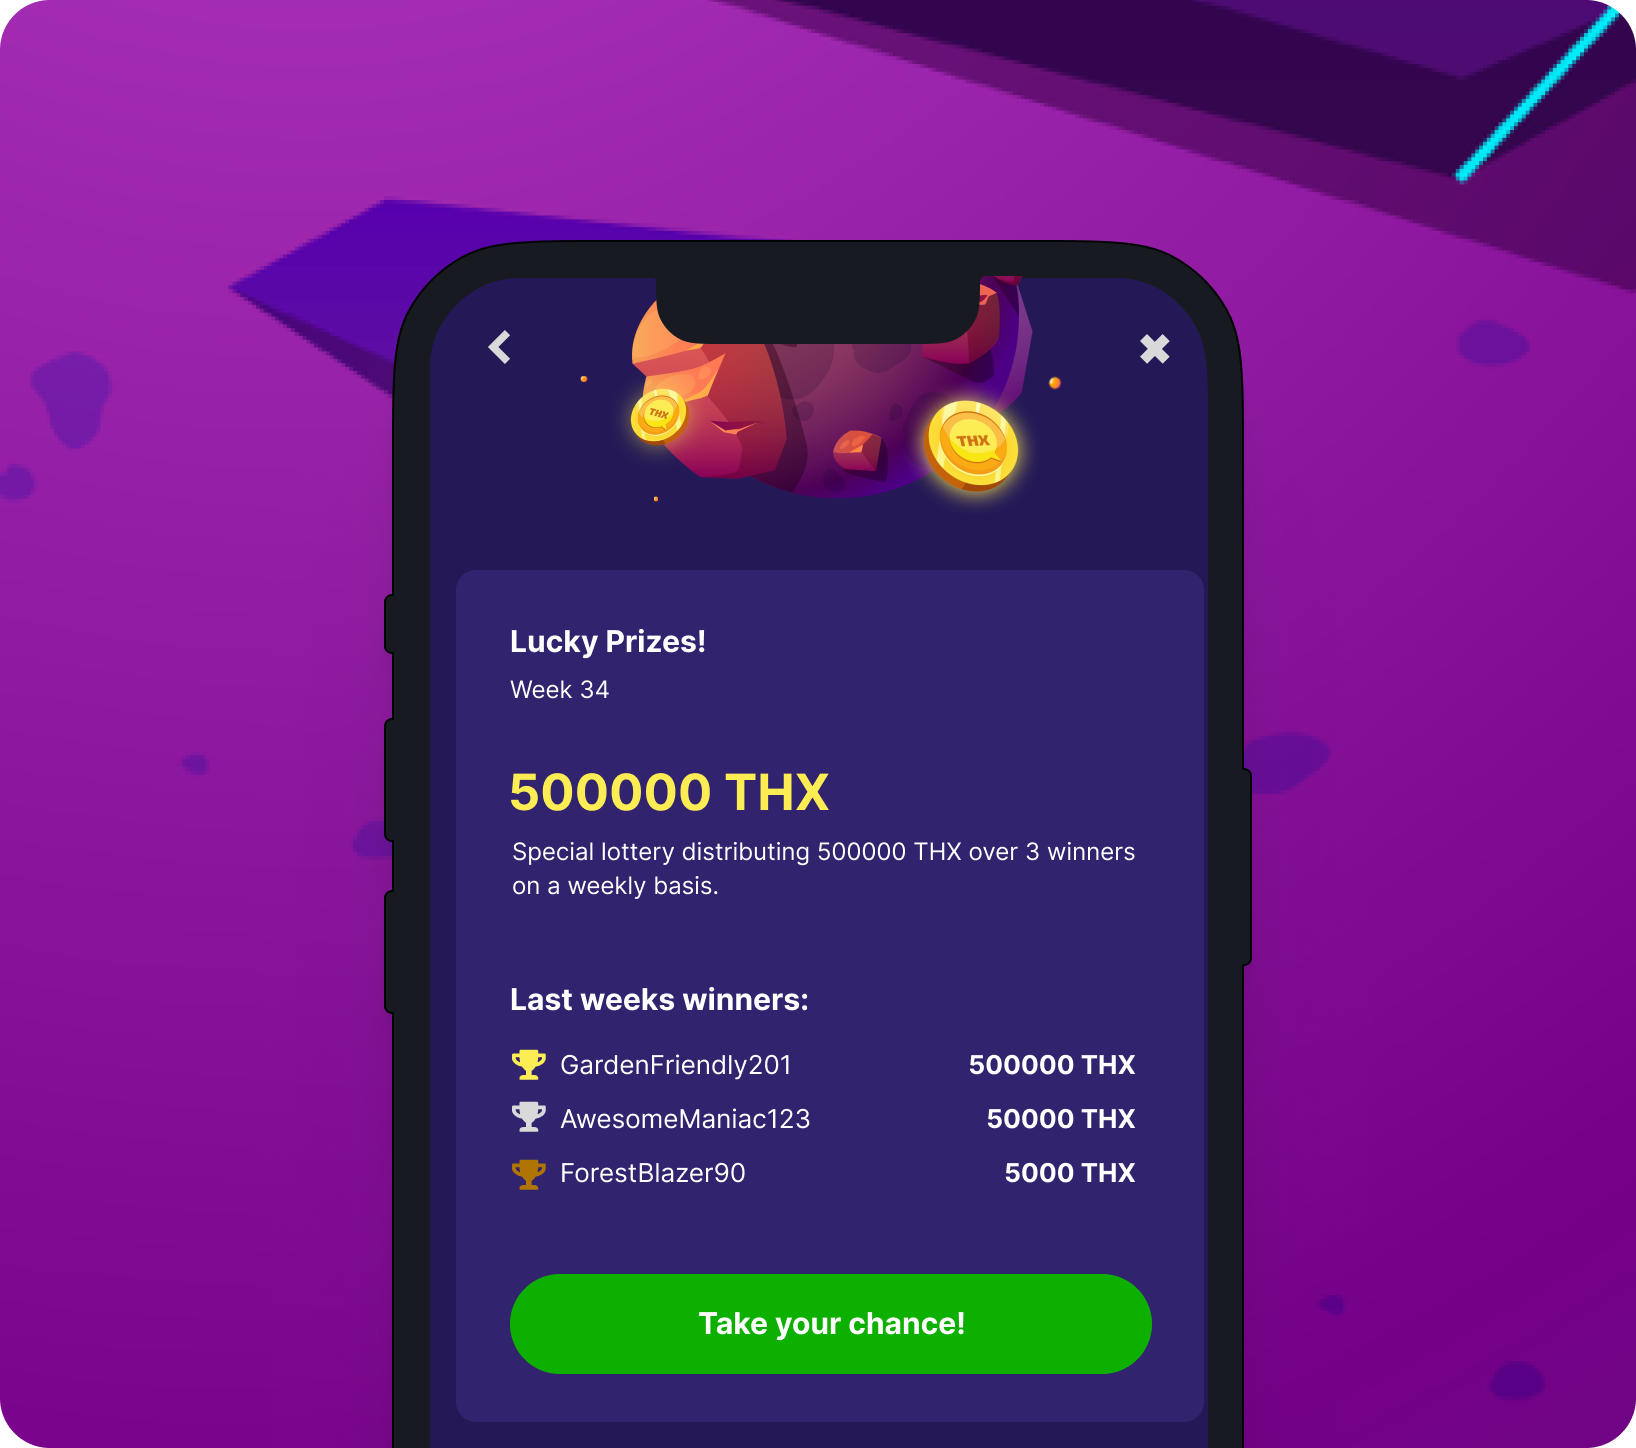 THX
THX
Lucky Prizes!
Week 34
500000 THX
Special lottery distributing 500000 THX over 3 winners
on a weekly basis.
Last weeks winners:
GardenFriendly201 500000 THX
AwesomeManiac123 50000 THX
ForestBlazer90 5000 THX
Take your chance!